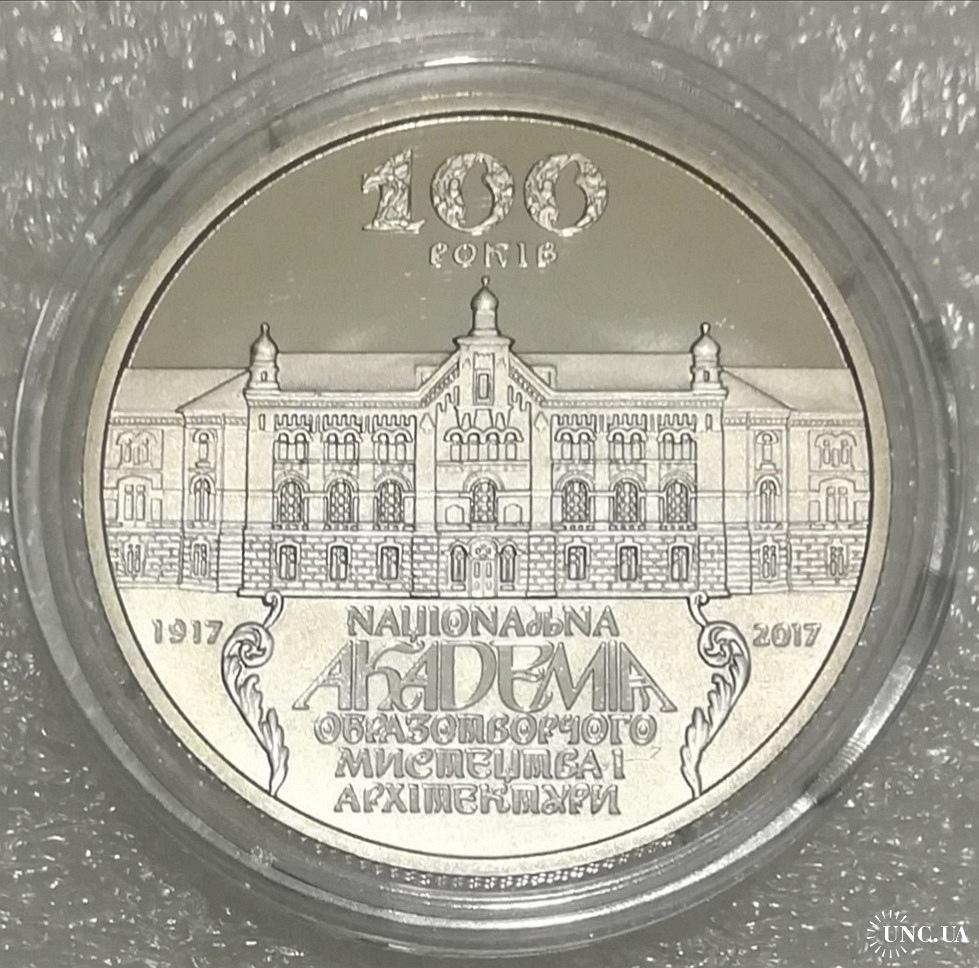 100
РОКІВ
1917
2017
НАЦІОНАЛЬНА
АКАДЕМІЯ
ОБРАЗОТВОРЧОГО
МИСТЕЦТВА І
АРХІТЕКТУРИ
UNC.UA